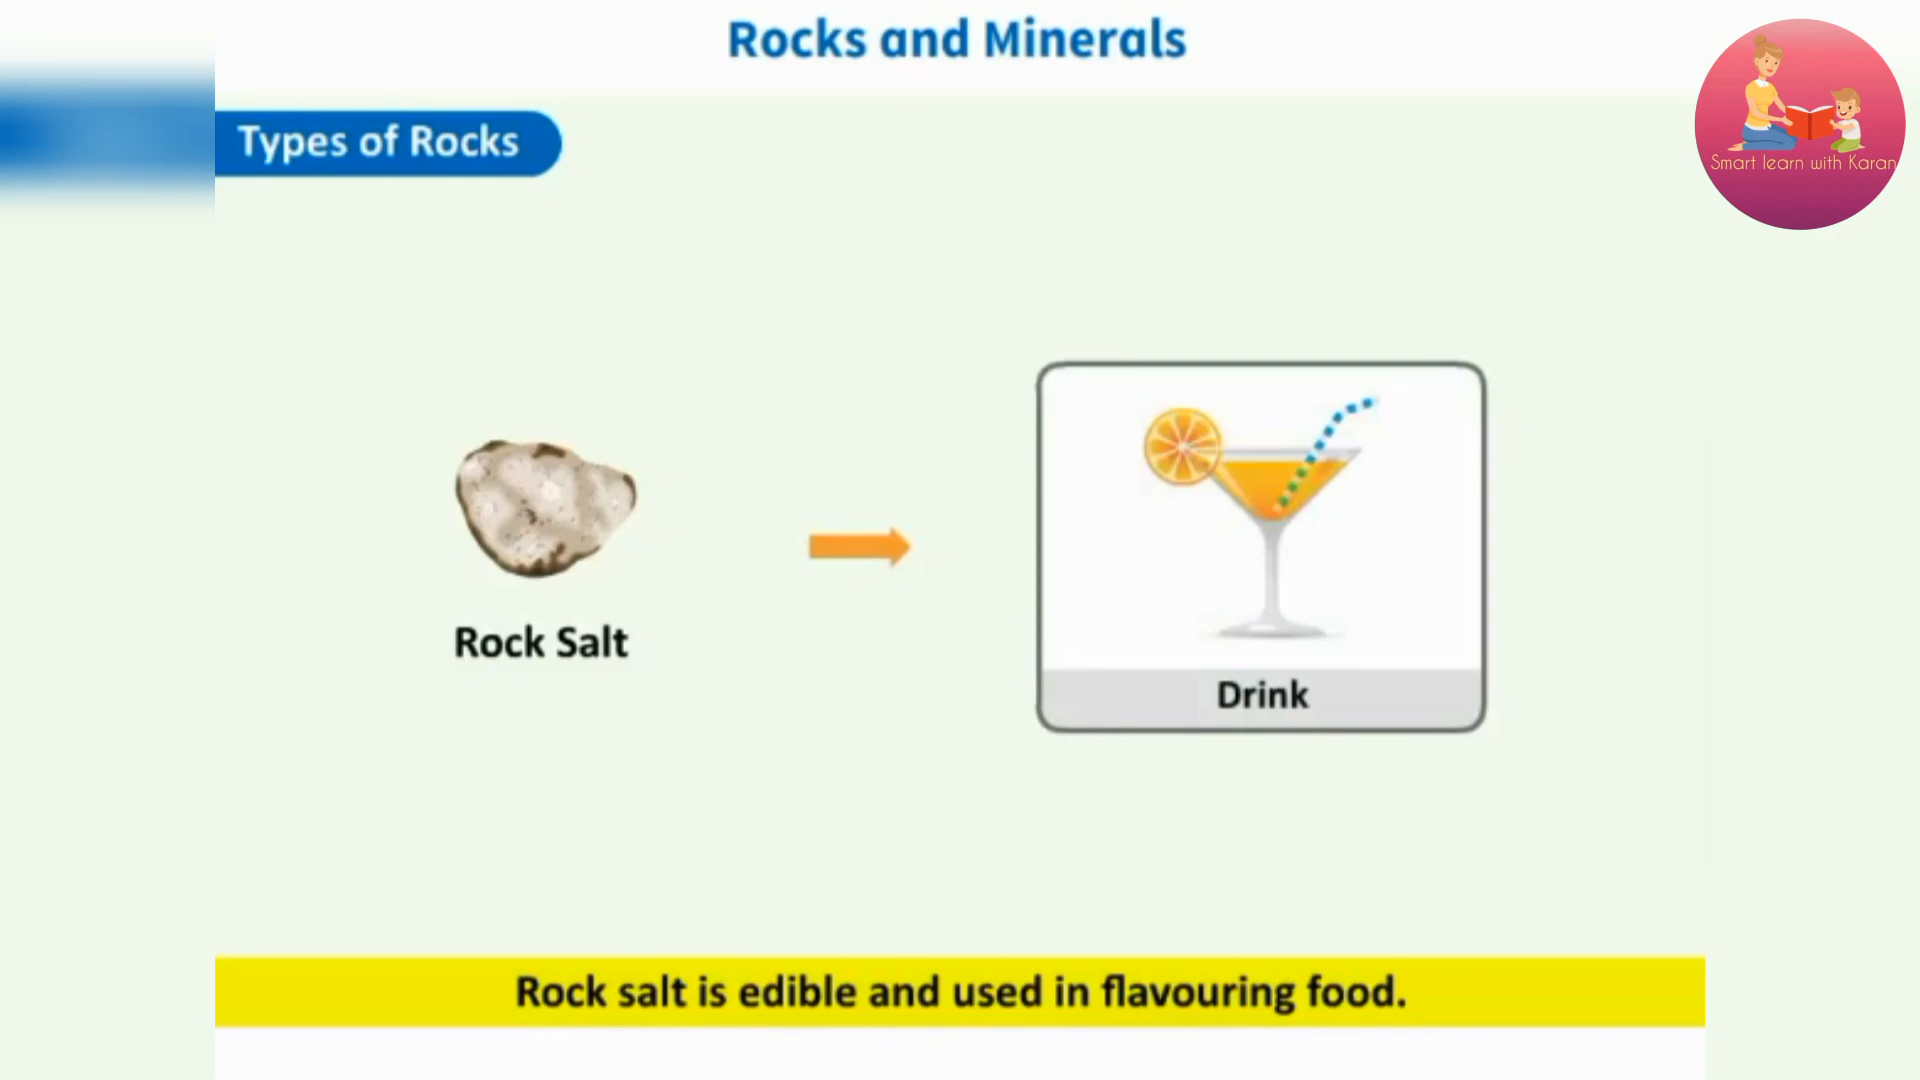 Rocks and Minerals
Types of Rocks
Smart learn with Karan
Rock Salt
Drink
Rock salt is edible and used in flavouring food.